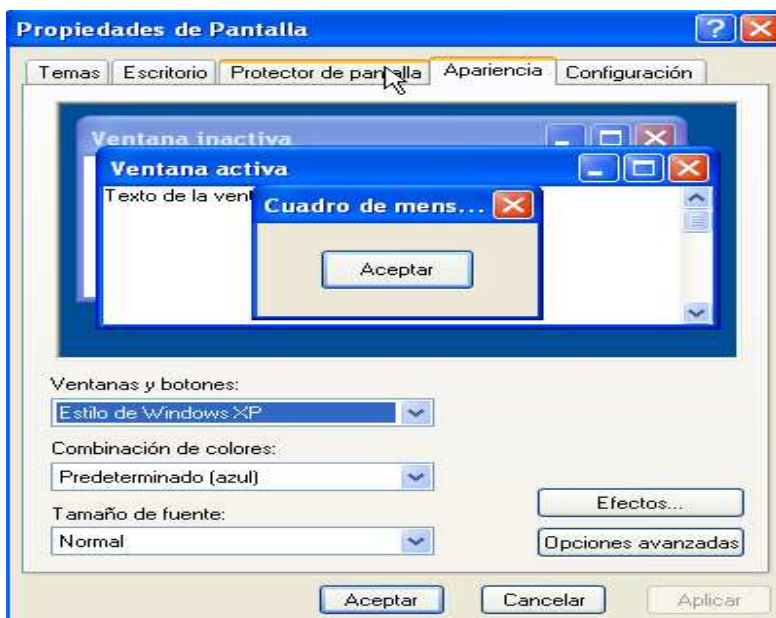 Propiedades de Pantalla
Temas Escritorio Protector de pantalla Apariencia Configuración
Ventana inactiva
Ventana activa
Texto de la vent
Cuadro de mens...
Aceptar
Ventanas y botones:
Estilo de Windows XP
Combinación de colores:
Predeterminado (azul)
Efectos...
Tamaño de fuente:
Normal
Opciones avanzadas
Aceptar Cancelar Aplicar